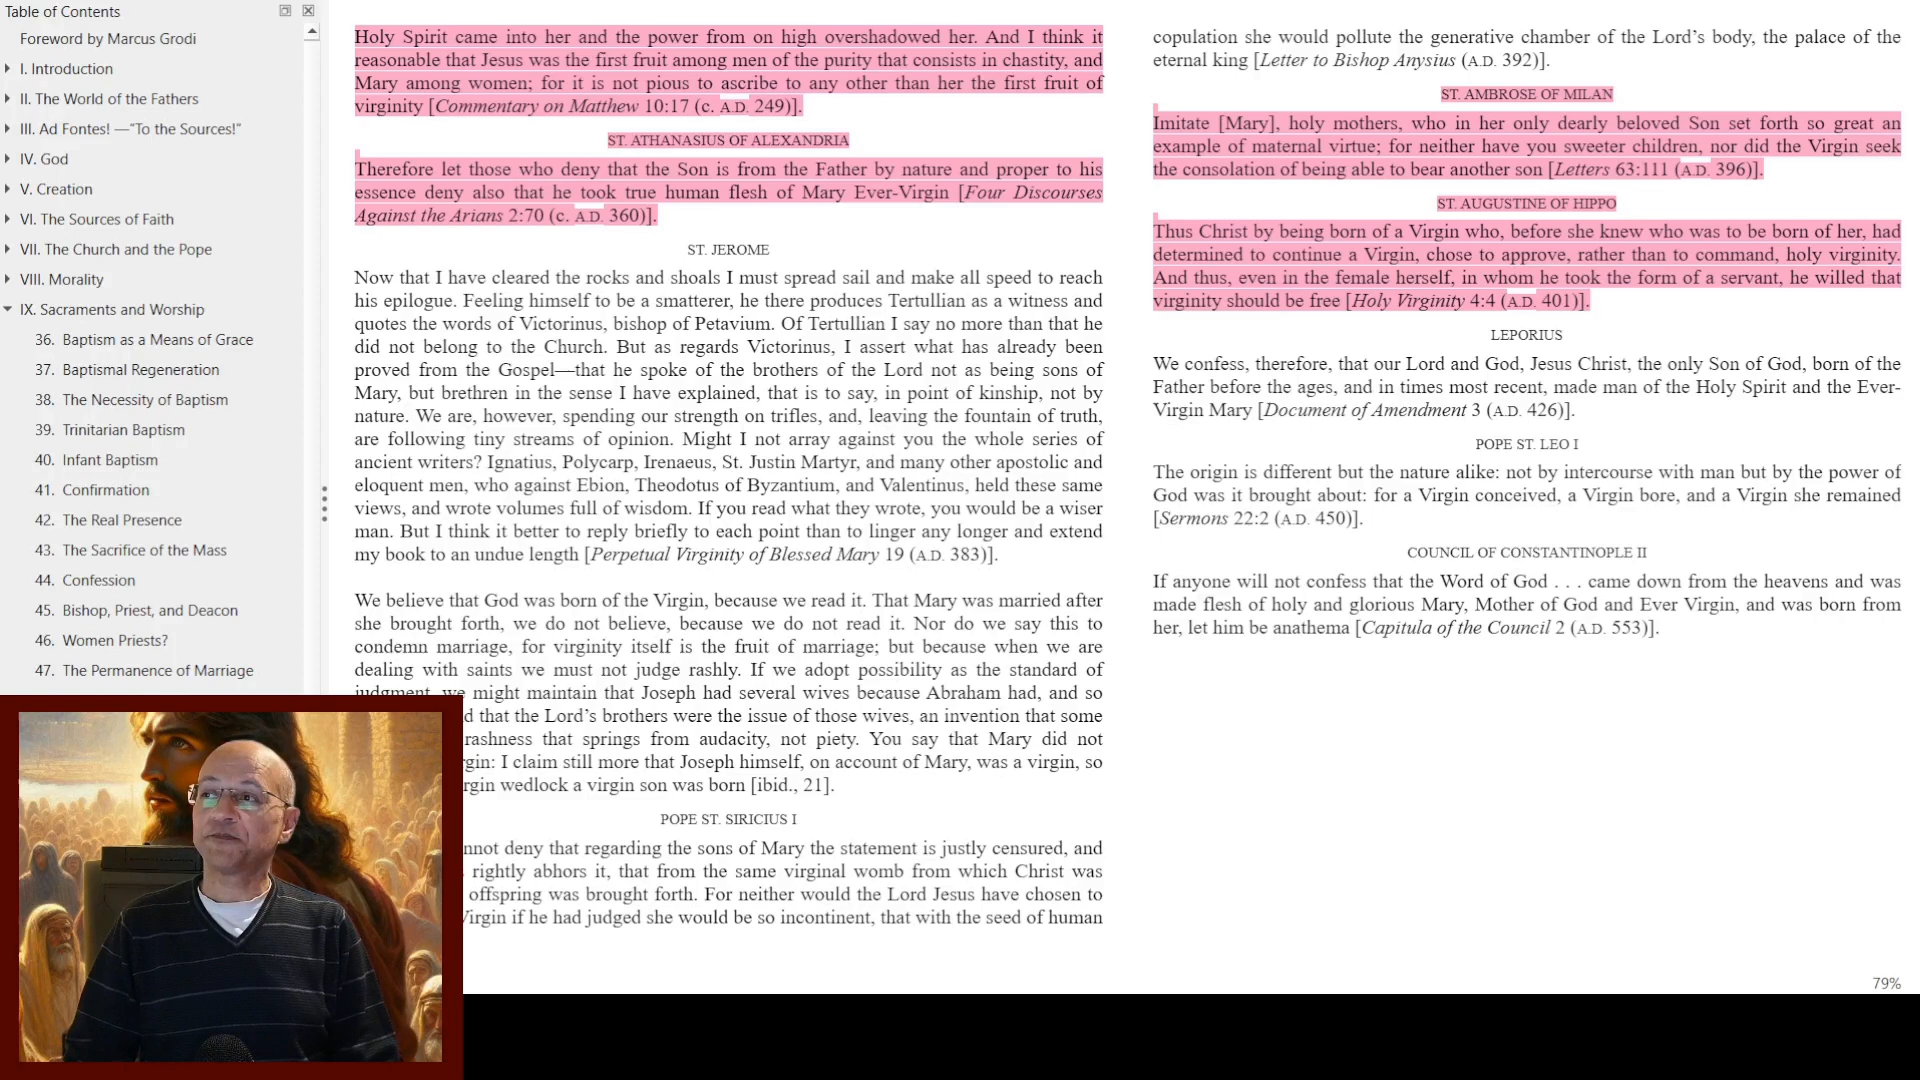 Table of Contents
Foreword by Marcus Grodi
I. Introduction
II. The World of the Fathers
III. Ad Fontes! —“To the Sources!”
IV. God
V. Creation
VI. The Sources of Faith
VII. The Church and the Pope
VIII. Morality
IX. Sacraments and Worship
36. Baptism as a Means of Grace
37. Baptismal Regeneration
38. The Necessity of Baptism
39. Trinitarian Baptism
40. Infant Baptism
41. Confirmation
42. The Real Presence
43. The Sacrifice of the Mass
44. Confession
45. Bishop, Priest, and Deacon
46. Women Priests?
47. The Permanence of Marriage
Holy Spirit came into her and the power from on high overshadowed her. And I think it
reasonable that Jesus was the first fruit among men of the purity that consists in chastity, and
Mary among women; for it is not pious to ascribe to any other than her the first fruit of
virginity [Commentary on Matthew 10:17 (c. A.D. 249)].
ST. ATHANASIUS OF ALEXANDRIA
Therefore let those who deny that the Son is from the Father by nature and proper to his
essence deny also that he took true human flesh of Mary Ever-Virgin [Four Discourses
Against the Arians 2:70 (c. A.D. 360)].
ST. JEROME
Now that I have cleared the rocks and shoals I must spread sail and make all speed to reach
his epilogue. Feeling himself to be a smatterer, he there produces Tertullian as a witness and
quotes the words of Victorinus, bishop of Petavium. Of Tertullian I say no more than that he
did not belong to the Church. But as regards Victorinus, I assert what has already been
proved from the Gospel—that he spoke of the brothers of the Lord not as being sons of
Mary, but brethren in the sense I have explained, that is to say, in point of kinship, not by
nature. We are, however, spending our strength on trifles, and, leaving the fountain of truth,
are following tiny streams of opinion. Might I not array against you the whole series of
ancient writers? Ignatius, Polycarp, Irenaeus, St. Justin Martyr, and many other apostolic and
eloquent men, who against Ebion, Theodotus of Byzantium, and Valentinus, held these same
views, and wrote volumes full of wisdom. If you read what they wrote, you would be a wiser
man. But I think it better to reply briefly to each point than to linger any longer and extend
my book to an undue length [Perpetual Virginity of Blessed Mary 19 (A.D. 383)].
We believe that God was born of the Virgin, because we read it. That Mary was married after
she brought forth, we do not believe, because we do not read it. Nor do we say this to
condemn marriage, for virginity itself is the fruit of marriage; but because when we are
dealing with saints we must not judge rashly. If we adopt possibility as the standard of
judgment, we might maintain that Joseph had several wives because Abraham had, and so
d that the Lord’s brothers were the issue of those wives, an invention that some
rashness that springs from audacity, not piety. You say that Mary did not
gin: I claim still more that Joseph himself, on account of Mary, was a virgin, so
rgin wedlock a virgin son was born [ibid., 21].
POPE ST. SIRICIUS I
nnot deny that regarding the sons of Mary the statement is justly censured, and
rightly abhors it, that from the same virginal womb from which Christ was
offspring was brought forth. For neither would the Lord Jesus have chosen to
Virgin if he had judged she would be so incontinent, that with the seed of human
copulation she would pollute the generative chamber of the Lord’s body, the palace of the
eternal king [Letter to Bishop Anysius (A.D. 392)].
ST. AMBROSE OF MILAN
Imitate [Mary], holy mothers, who in her only dearly beloved Son set forth so great an
example of maternal virtue; for neither have you sweeter children, nor did the Virgin seek
the consolation of being able to bear another son [Letters 63:111 (A.D. 396)].
ST. AUGUSTINE OF HIPPO
Thus Christ by being born of a Virgin who, before she knew who was to be born of her, had
determined to continue a Virgin, chose to approve, rather than to command, holy virginity.
And thus, even in the female herself, in whom he took the form of a servant, he willed that
virginity should be free [Holy Virginity 4:4 (A.D. 401)].
LEPORIUS
We confess, therefore, that our Lord and God, Jesus Christ, the only Son of God, born of the
Father before the ages, and in times most recent, made man of the Holy Spirit and the Ever-
Virgin Mary [Document of Amendment 3 (A.D. 426)].
POPE ST. LEO I
The origin is different but the nature alike: not by intercourse with man but by the power of
God was it brought about: for a Virgin conceived, a Virgin bore, and a Virgin she remained
[Sermons 22:2 (A.D. 450)].
COUNCIL OF CONSTANTINOPLE II
If anyone will not confess that the Word of God . . . came down from the heavens and was
made flesh of holy and glorious Mary, Mother of God and Ever Virgin, and was born from
her, let him be anathema [Capitula of the Council 2 (A.D. 553)].
79%